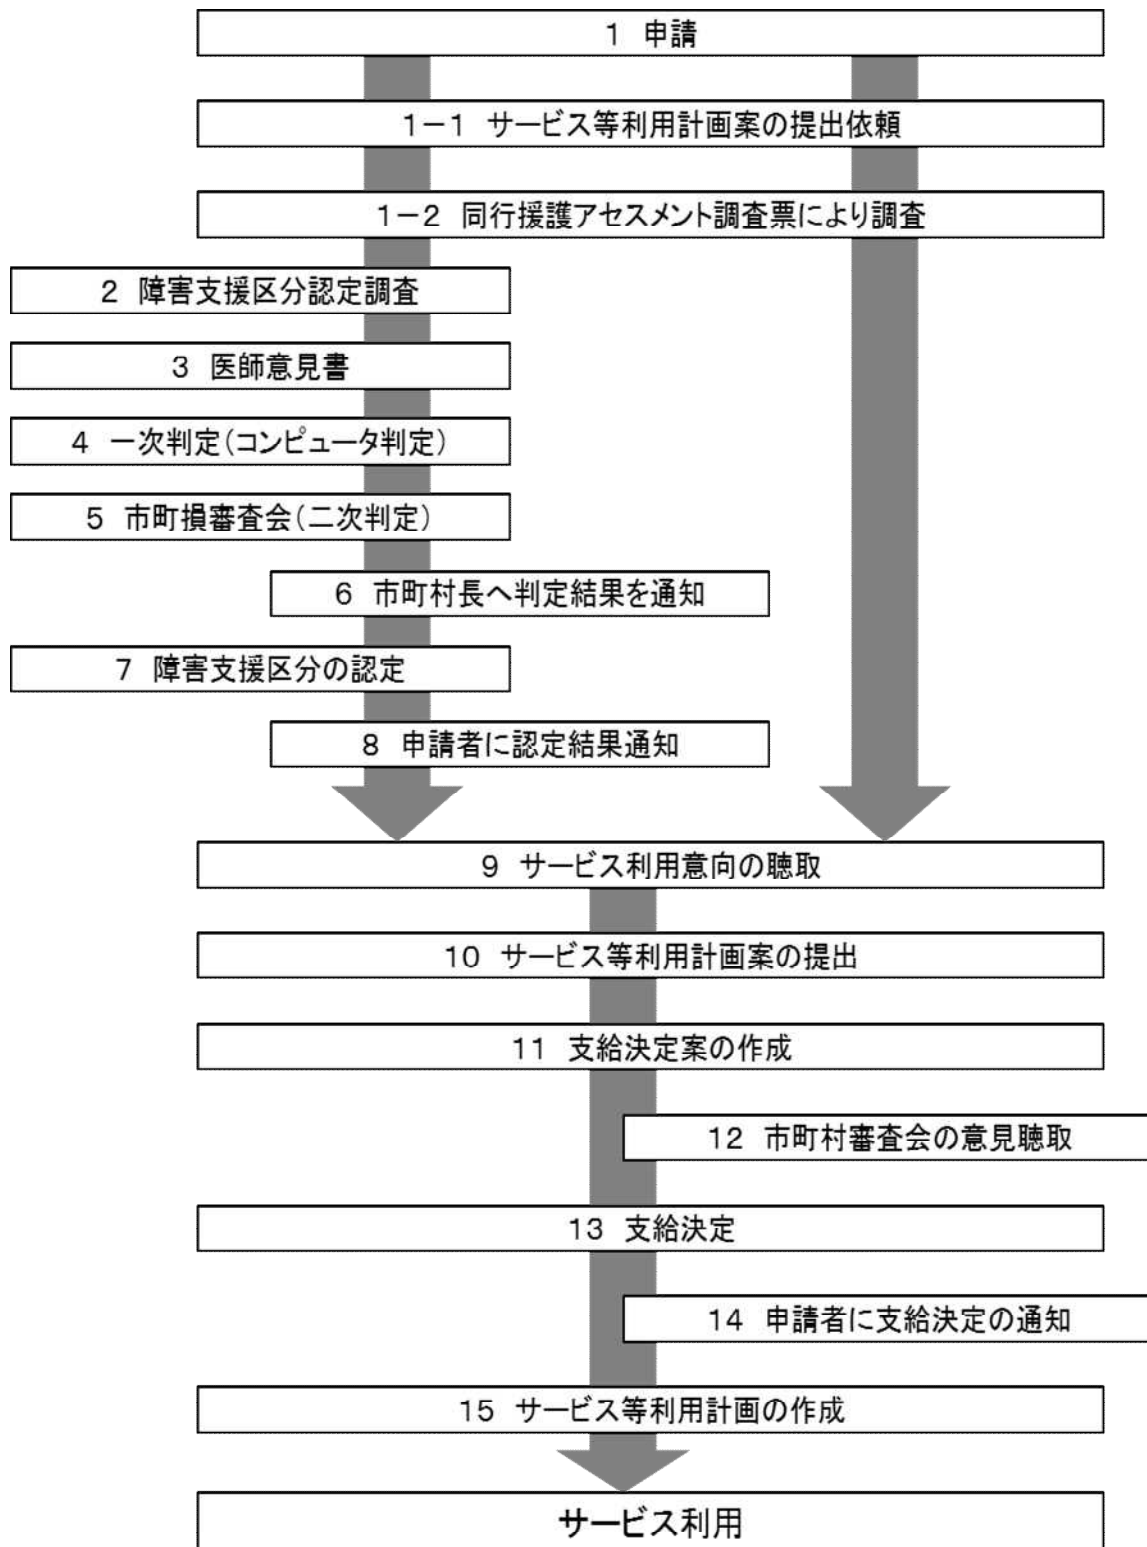 1 申請
1-1 サービス等利用計画案の提出依頼
1-2 同行援護アセスメント調査票により調査
2 障害支援区分認定調査
3 医師意見書
4 一次判定(コンピュータ判定)
5 市町損審査会(二次判定)
6 市町村長へ判定結果を通知
7 障害支援区分の認定
8 申請者に認定結果通知
9 サービス利用意向の聴取
10 サービス等利用計画案の提出
11 支給決定案の作成
12 市町村審査会の意見聴取
13 支給決定
14 申請者に支給決定の通知
15 サービス等利用計画の作成
サービス利用